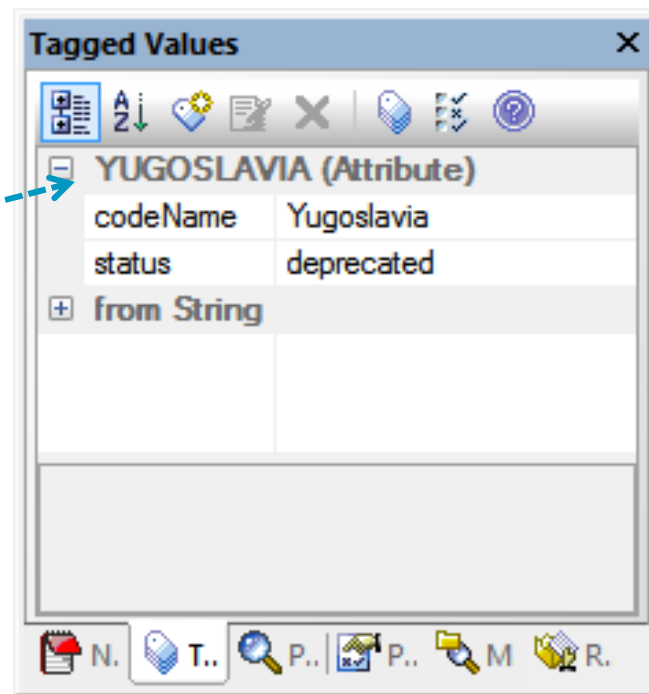 Tagged Values
YUGOSLAVIA (Attribute)
codeName Yugoslavia
status deprecated
from String
N. T.. P.. P.. M R.